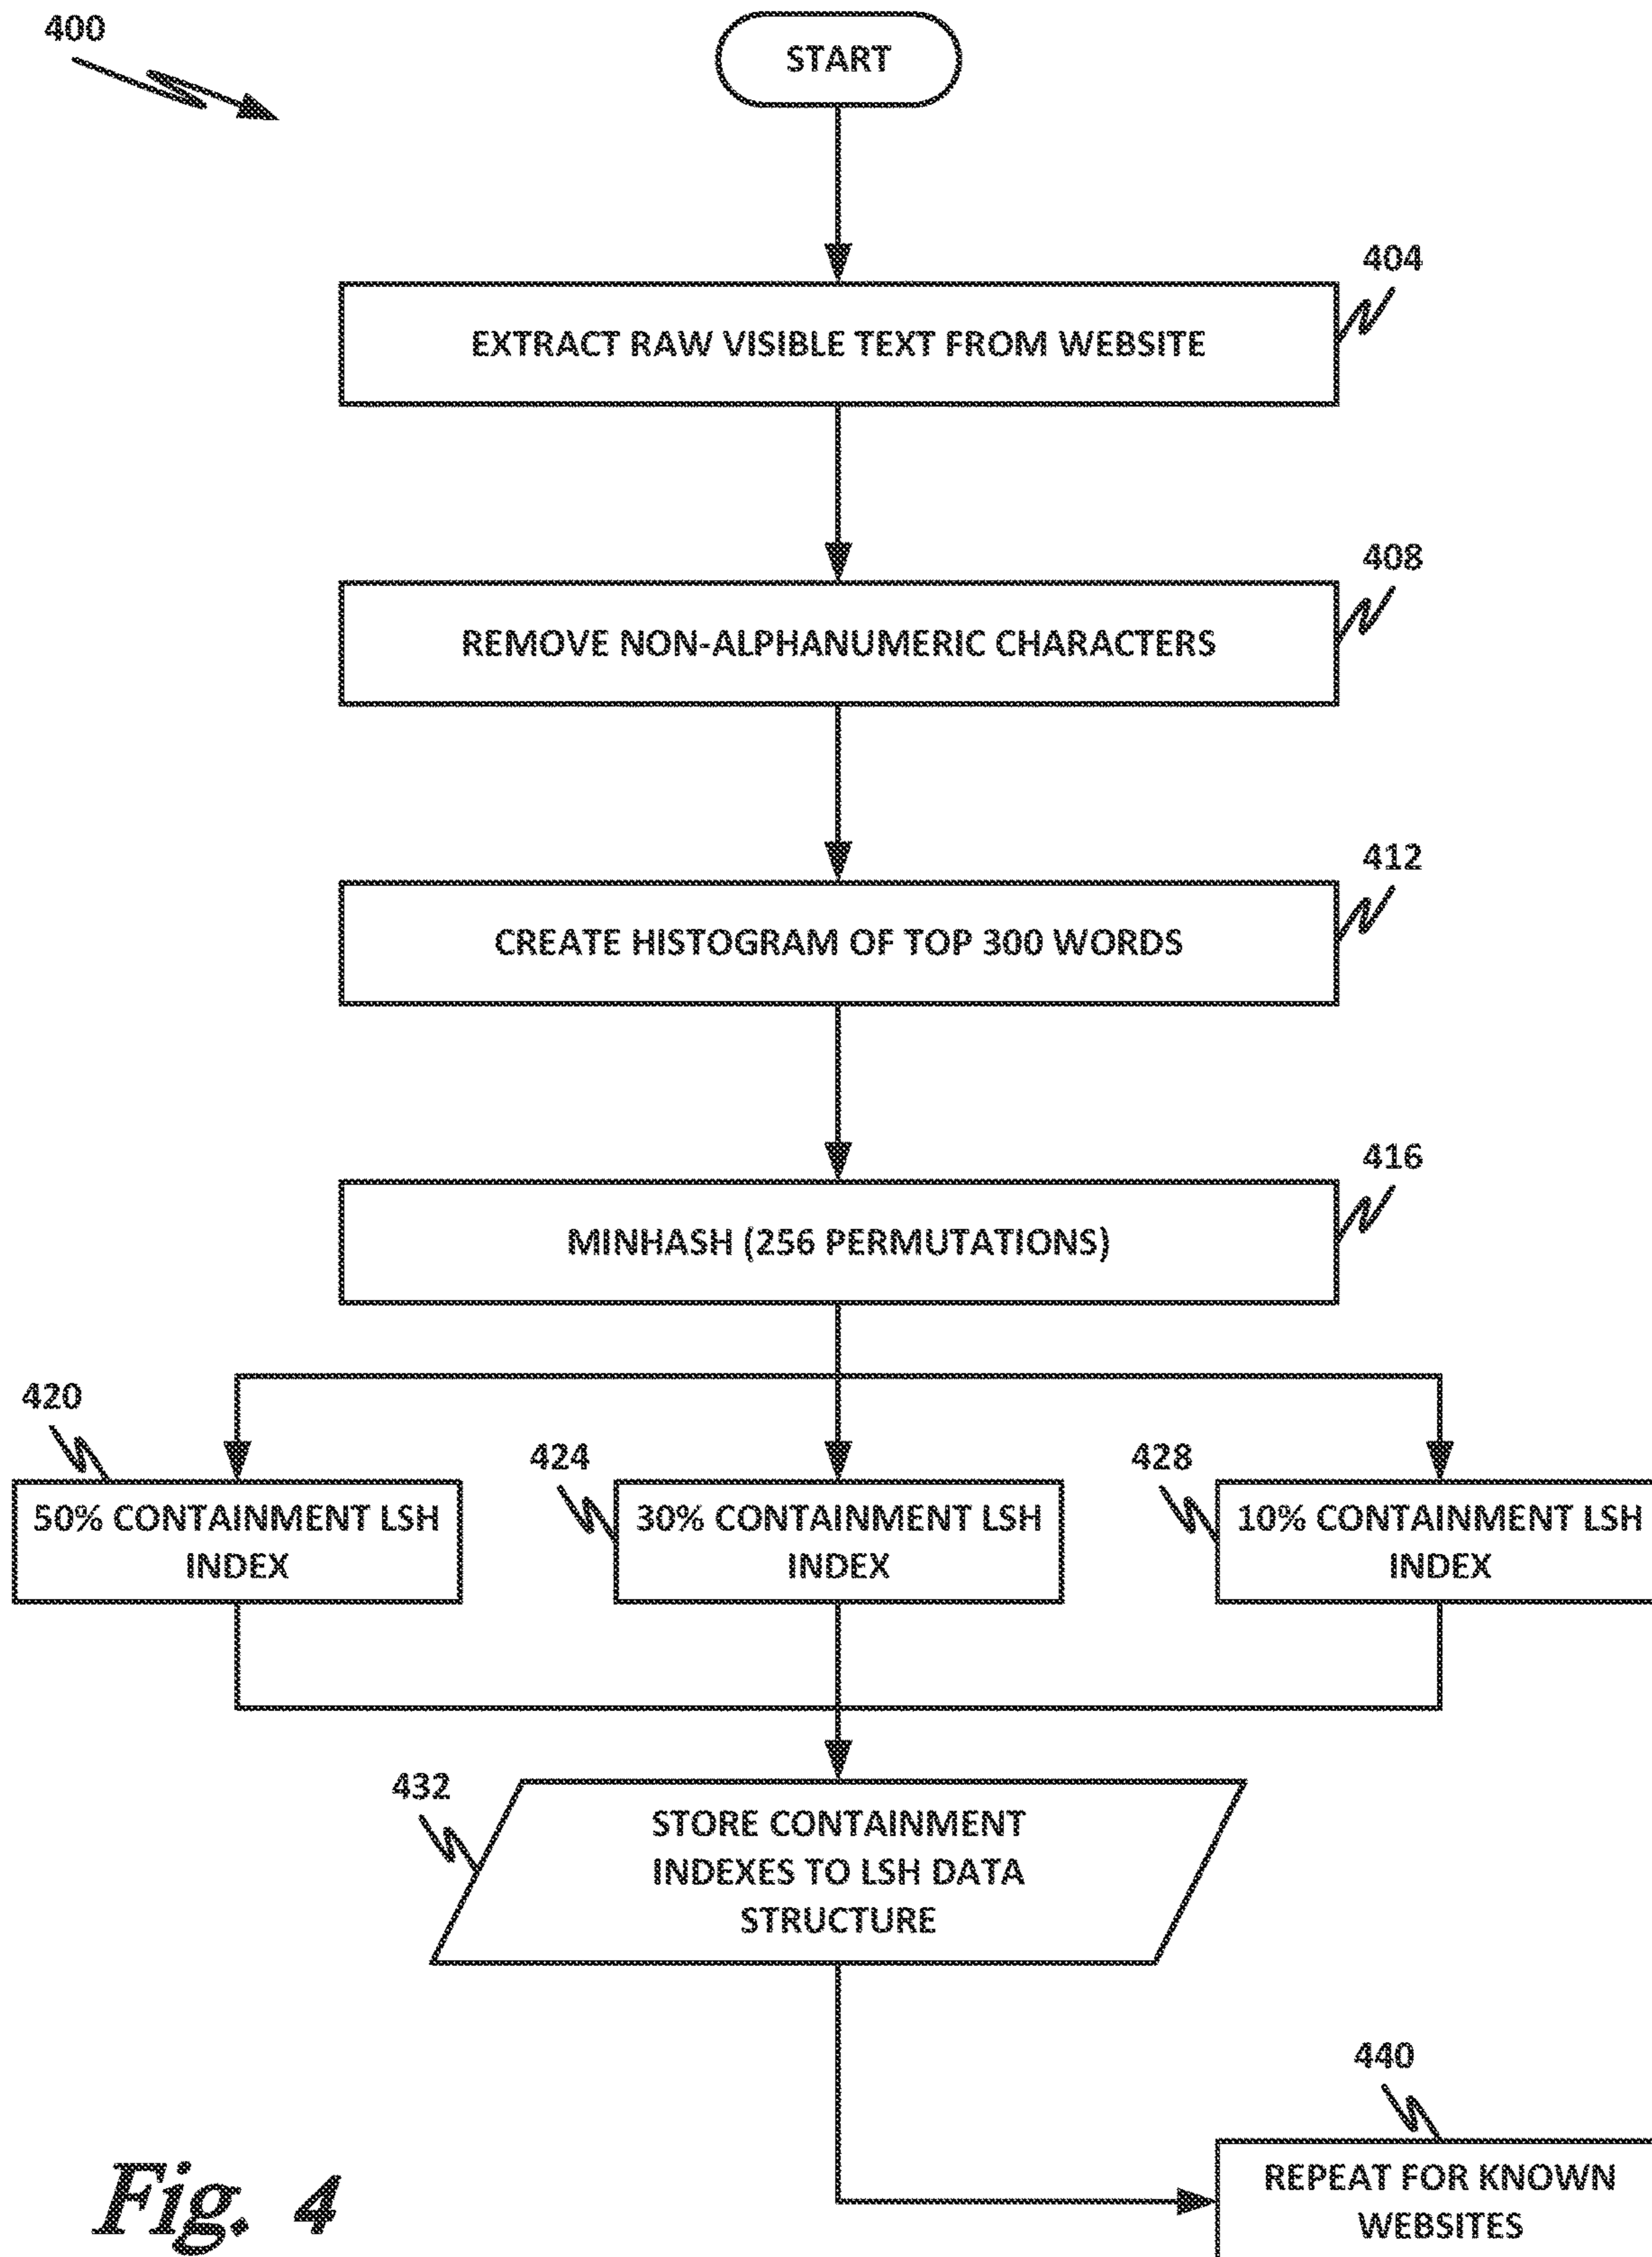 400
START
404
EXTRACT RAW VISIBLE TEXT FROM WEBSITE
408
REMOVE NON-ALPHANUMERIC CHARACTERS
412
CREATE HISTOGRAM OF TOP 300 WORDS
416
MINHASH (256 PERMUTATIONS)
420
50% CONTAINMENT LSH
INDEX
424
30% CONTAINMENT LSH
INDEX
428
10% CONTAINMENT LSH
INDEX
432
STORE CONTAINMENT
INDEXES TO LSH DATA
STRUCTURE
440
REPEAT FOR KNOWN
WEBSITES
Fig. 4